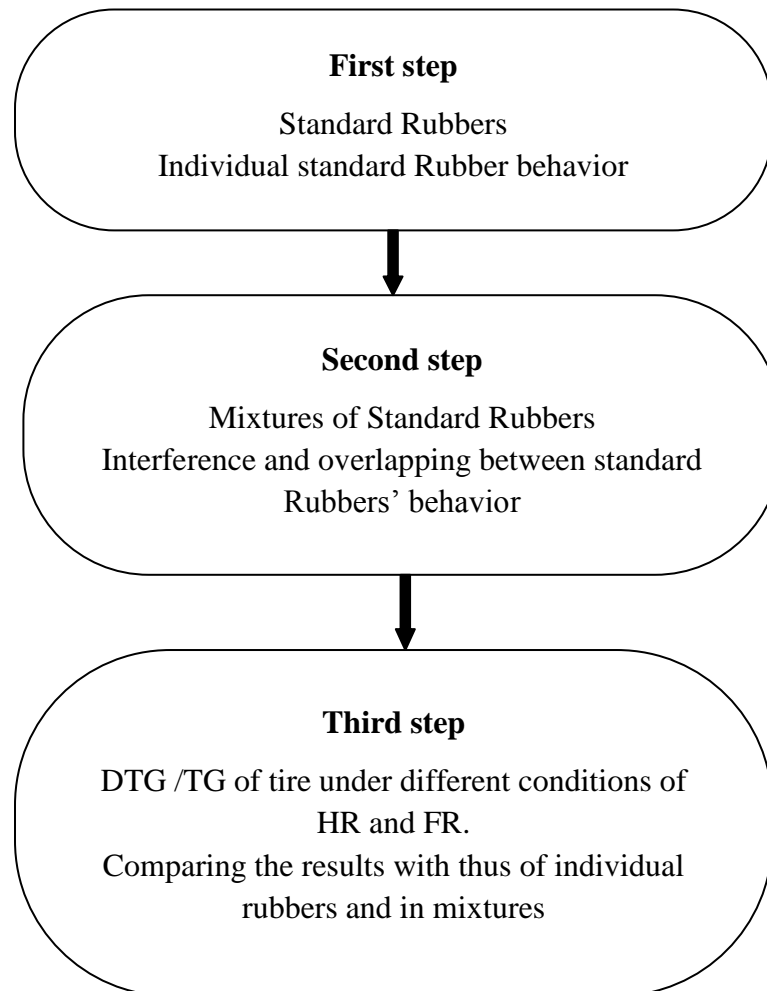 First step
Standard Rubbers
Individual standard Rubber behavior
Second step
Mixtures of Standard Rubbers
Interference and overlapping between standard
Rubbers’ behavior
Third step
DTG /TG of tire under different conditions of
HR and FR.
Comparing the results with thus of individual
rubbers and in mixtures